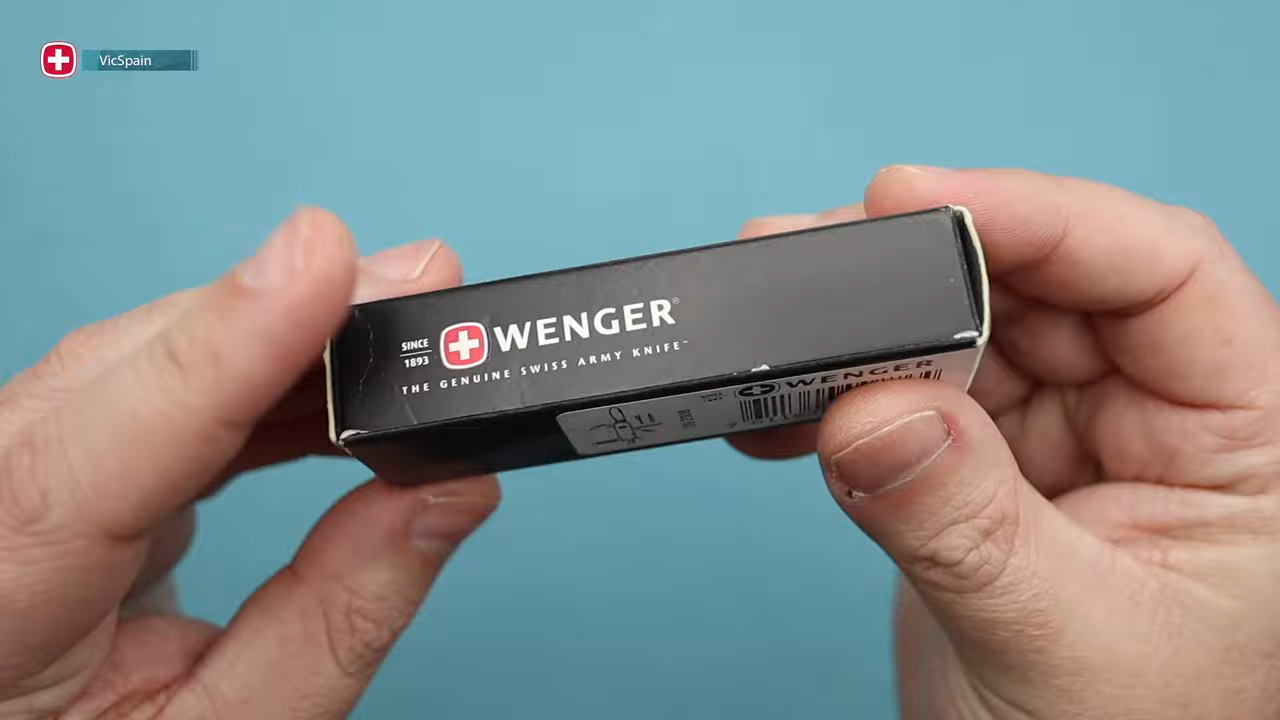 VicSpain
SINCE
1893
WENGER®
THE GENUINE SWISS ARMY KNIFE™
WENGER